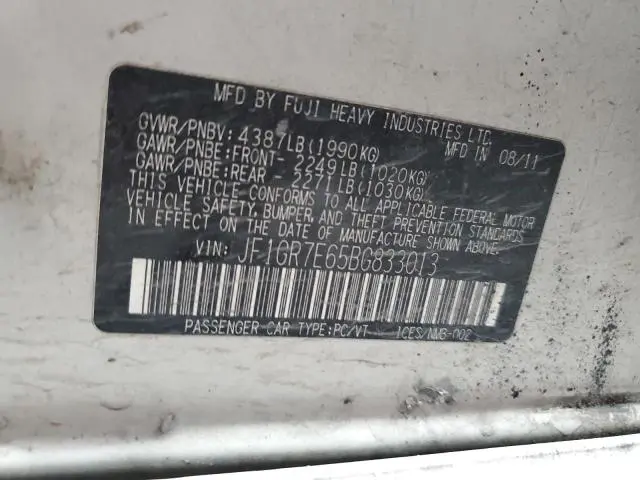 MFD BY FUJI HEAVY INDUSTRIES LTD.
GVWR/PNBV: 4387LB(1990KG) MFD IN 08/11
GAWR/PNBE:FRONT- 2249LB(1020KG)
GAWR/PNBE:REAR - 2271LB(1030KG)
THIS VEHICLE CONFORMS TO ALL APPLICABLE FEDERAL MOTOR
VEHICLE SAFETY,BUMPER,AND THEFT PREVENTION STANDARDS
IN EFFECT ON THE DATE OF MANUFACTURE SHOWN ABOVE.
VIN: JF1GR7E65BG833013
PASSENGER CAR TYPE:PC/VT ICES/NMB-002